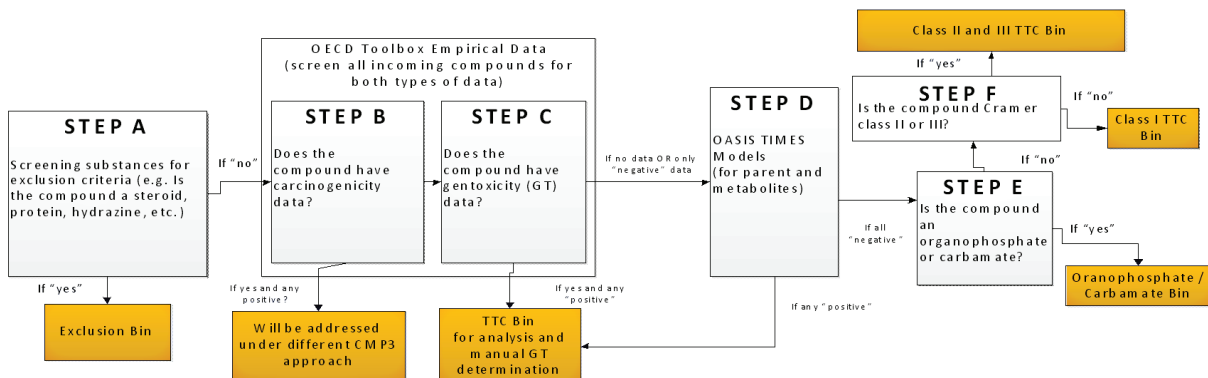 STEP A
Screening substances for
exclusion criteria (e.g. Is
the compound a steroid,
protein, hydrazine, etc.)
If "yes"
Exclusion Bin
If "no"
OECD Toolbox Empirical Data
(screen all incoming compounds for
both types of data)
STEP B
Does the
compound have
carcinogenicity
data?
If yes and any
positive?
Will be addressed
under different CMP3
approach
STEP C
Does the
compound have
gentoxicity (GT)
data?
If yes and any
"positive"
TTC Bin
for analysis and
manual GT
determination
If no data OR only
"negative" data
STEP D
OASIS TIMES
Models
(for parent and
metabolites)
If any "positive"
If all
"negative"
STEP E
Is the compound
an
organophosphate
or carbamate?
If "yes"
Oranophosphate /
Carbamate Bin
If "no"
STEP F
Is the compound Cramer
class II or III?
If "no"
Class I TTC
Bin
If "yes"
Class II and III TTC Bin